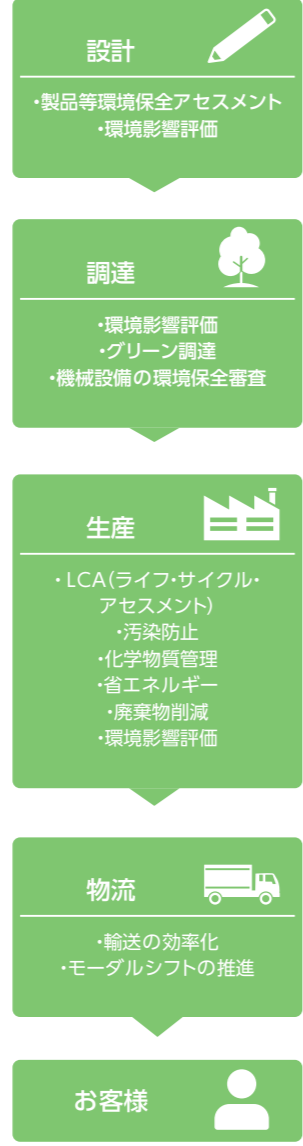 設計
・製品等環境保全アセスメント
・環境影響評価
調達
・環境影響評価
・グリーン調達
・機械設備の環境保全審査
生産
・LCA(ライフ・サイクル・
アセスメント)
・汚染防止
・化学物質管理
・省エネルギー
・廃棄物削減
・環境影響評価
物流
・輸送の効率化
・モーダルシフトの推進
お客様